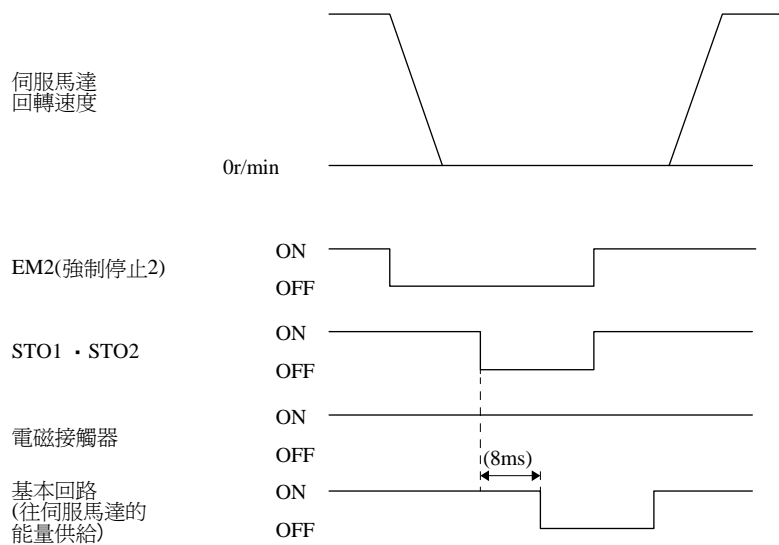 伺服馬達
回轉速度
0r/min
EM2(強制停止2)
ON
OFF
STO1・STO2
ON
OFF
電磁接觸器
ON
OFF
(8ms)
基本回路
(往伺服馬達的
能量供給)
ON
OFF